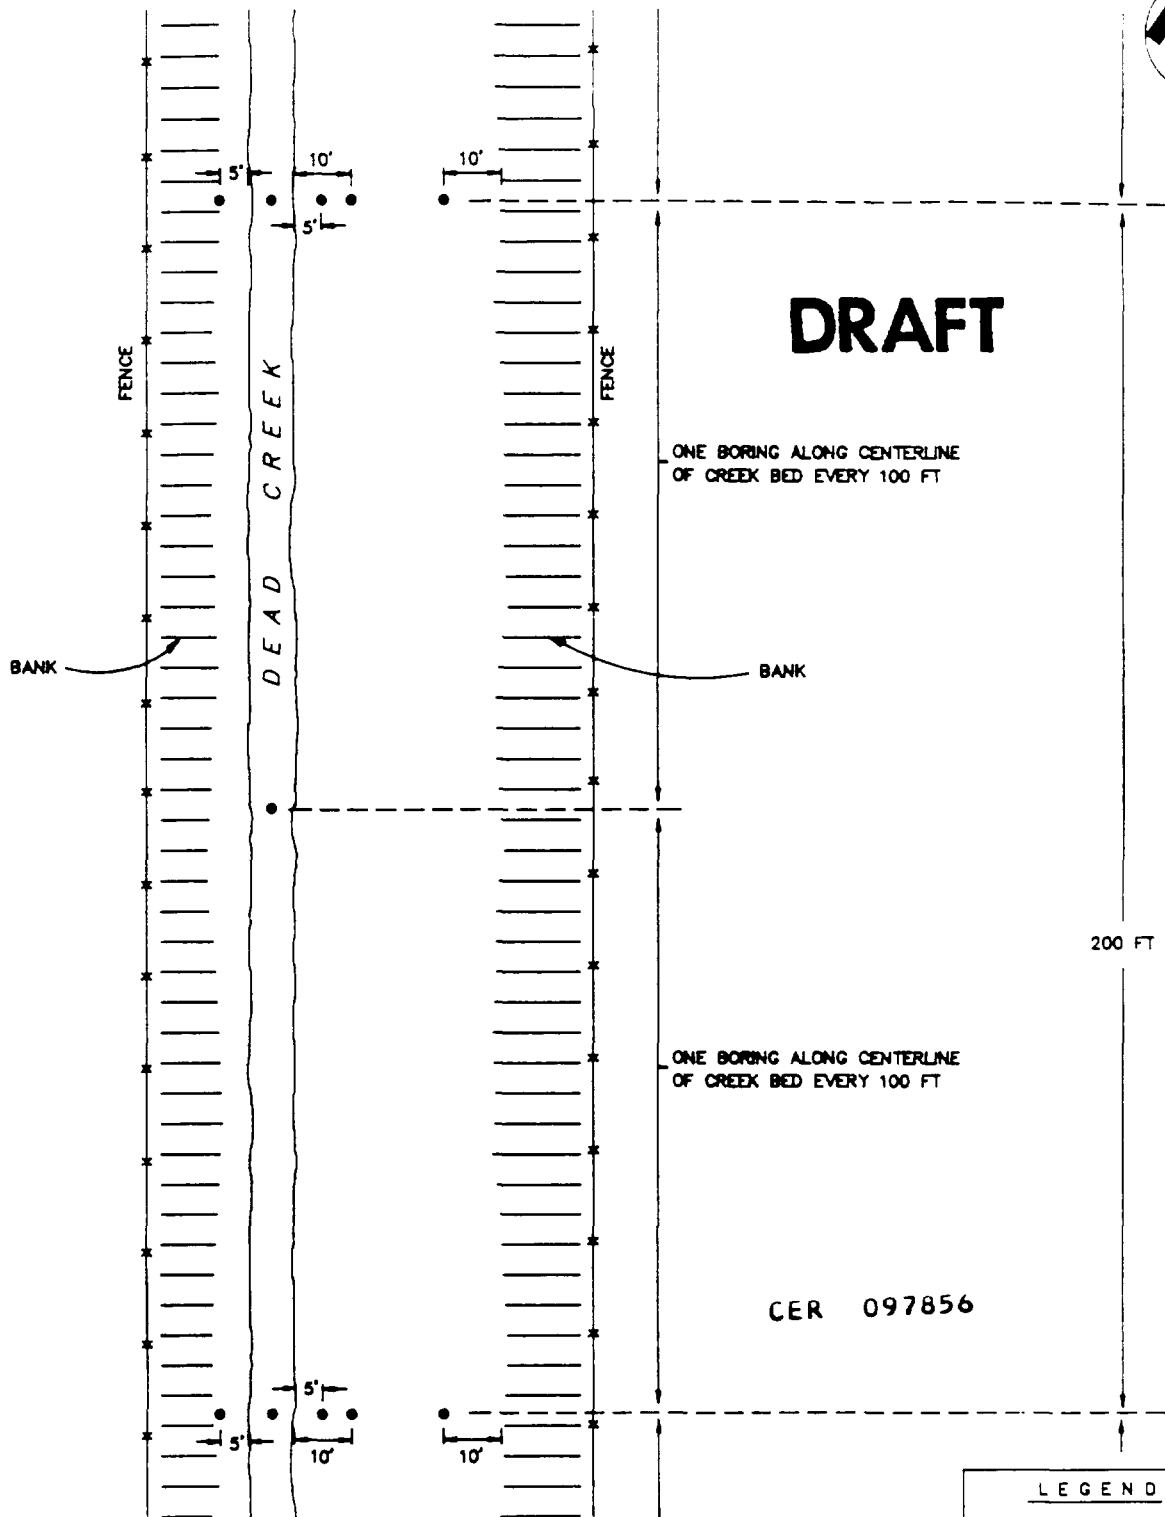 5'
10'
10'
5'
DRAFT
FENCE
FENCE
DEAD CREEK
ONE BORING ALONG CENTERLINE
OF CREEK BED EVERY 100 FT
BANK
BANK
200 FT
ONE BORING ALONG CENTERLINE
OF CREEK BED EVERY 100 FT
CER 097856
5'
5'
10'
10'
LEGEND